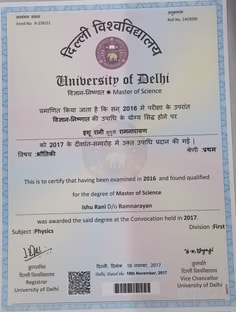 दिल्ली विश्वविद्यालय
University of Delhi
विज्ञान-निष्णात ✱ Master of Science
प्रमाणित किया जाता है कि सन् 2016 में परीक्षा के उपरांत
विज्ञान-निष्णात की उपाधि के योग्य सिद्ध होने पर
इशू रानी सुपुत्री रामनारायण
को 2017 के दीक्षांत-समारोह में उक्त उपाधि प्रदान की गई।
विषय :भौतिकी श्रेणी :प्रथम
This is to certify that having been examined in 2016 and found qualified
for the degree of Master of Science
Ishu Rani D/o Ramnarayan
was awarded the said degree at the Convocation held in 2017.
Subject :Physics Division :First
कुलसचिव
दिल्ली विश्वविद्यालय
Registrar
University of Delhi
दिल्ली, दिनांक 18 नवम्बर, 2017
Delhi, Dated the 18th November, 2017
कुलपति
दिल्ली विश्वविद्यालय
Vice Chancellor
University of Delhi